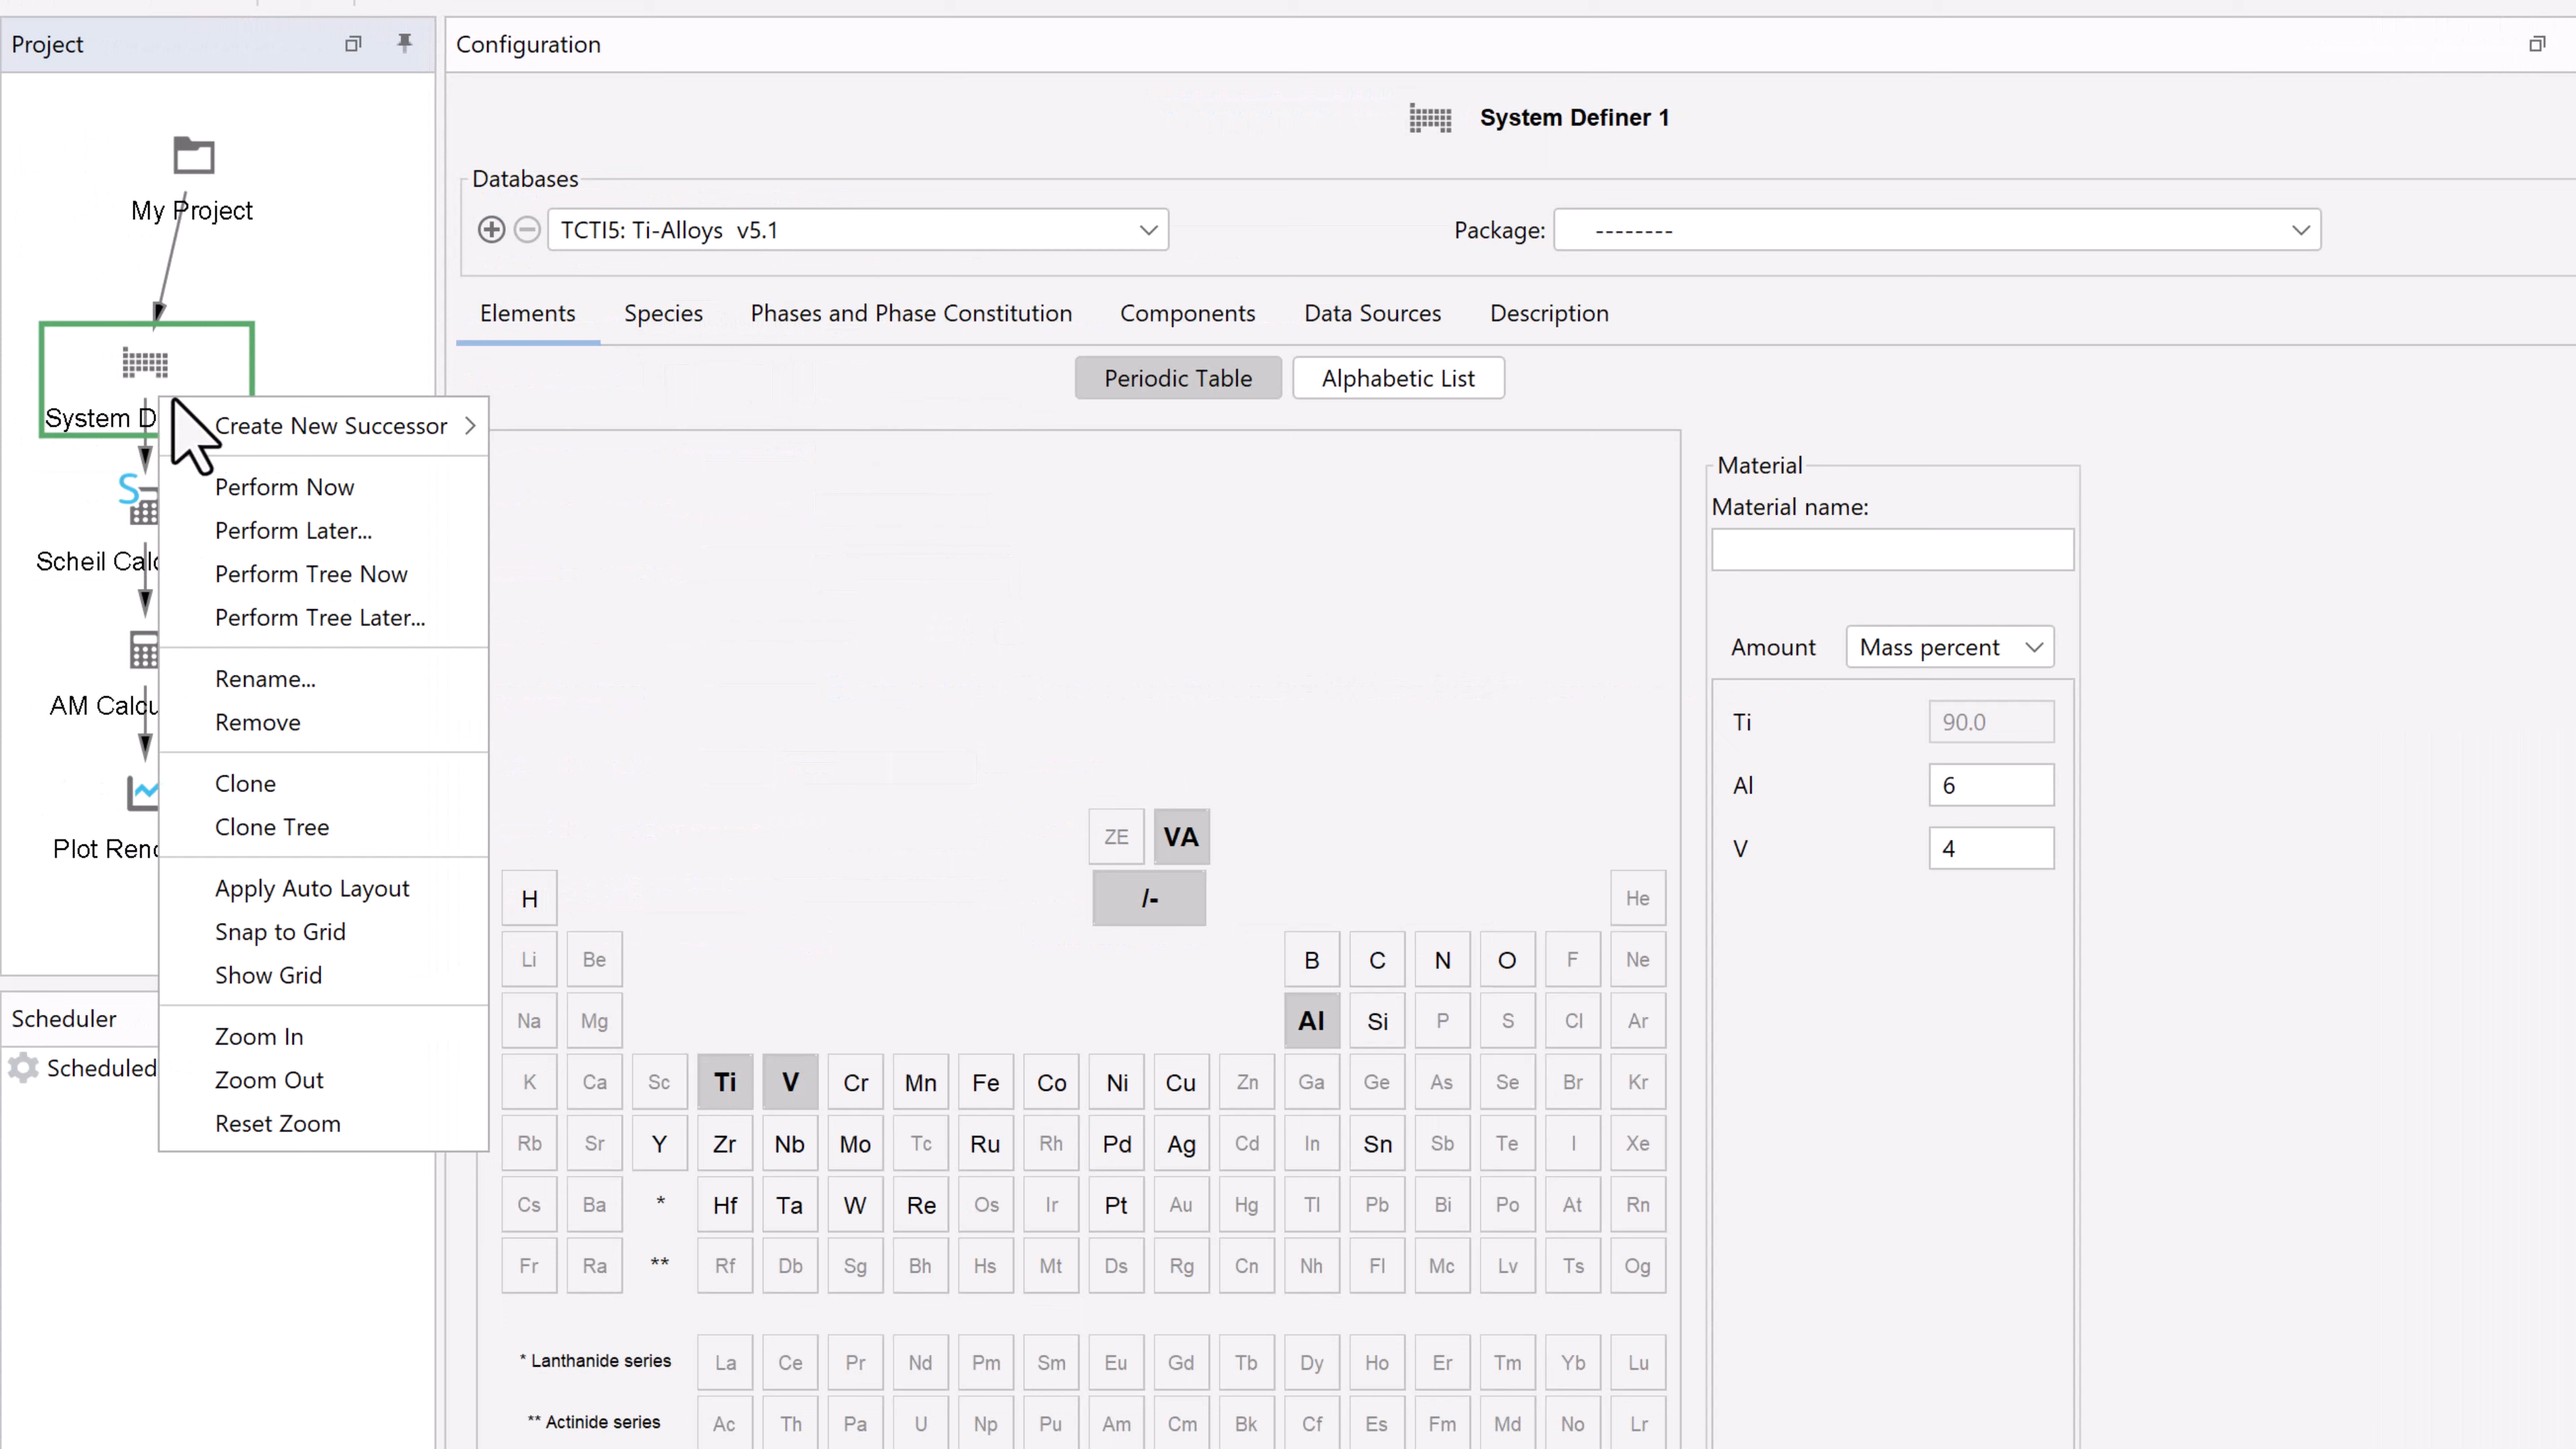 Project
Configuration
My Project
System D
Scheil Calc
AM Calcu
Plot Rend
Create New Successor
Perform Now
Perform Later...
Perform Tree Now
Perform Tree Later...
Rename...
Remove
Clone
Clone Tree
Apply Auto Layout
Snap to Grid
Show Grid
Zoom In
Zoom Out
Reset Zoom
Scheduler
Scheduled
System Definer 1
Databases
TCTI5: Ti-Alloys v5.1
Package: --------
Elements Species Phases and Phase Constitution Components Data Sources Description
Periodic Table Alphabetic List
ZE VA
H /- He
Li Be B C N O F Ne
Na Mg Al Si P S Cl Ar
K Ca Sc Ti V Cr Mn Fe Co Ni Cu Zn Ga Ge As Se Br Kr
Rb Sr Y Zr Nb Mo Tc Ru Rh Pd Ag Cd In Sn Sb Te I Xe
Cs Ba * Hf Ta W Re Os Ir Pt Au Hg Tl Pb Bi Po At Rn
Fr Ra ** Rf Db Sg Bh Hs Mt Ds Rg Cn Nh Fl Mc Lv Ts Og
* Lanthanide series La Ce Pr Nd Pm Sm Eu Gd Tb Dy Ho Er Tm Yb Lu
** Actinide series Ac Th Pa U Np Pu Am Cm Bk Cf Es Fm Md No Lr
Material
Material name:
Amount Mass percent
Ti 90.0
Al 6
V 4